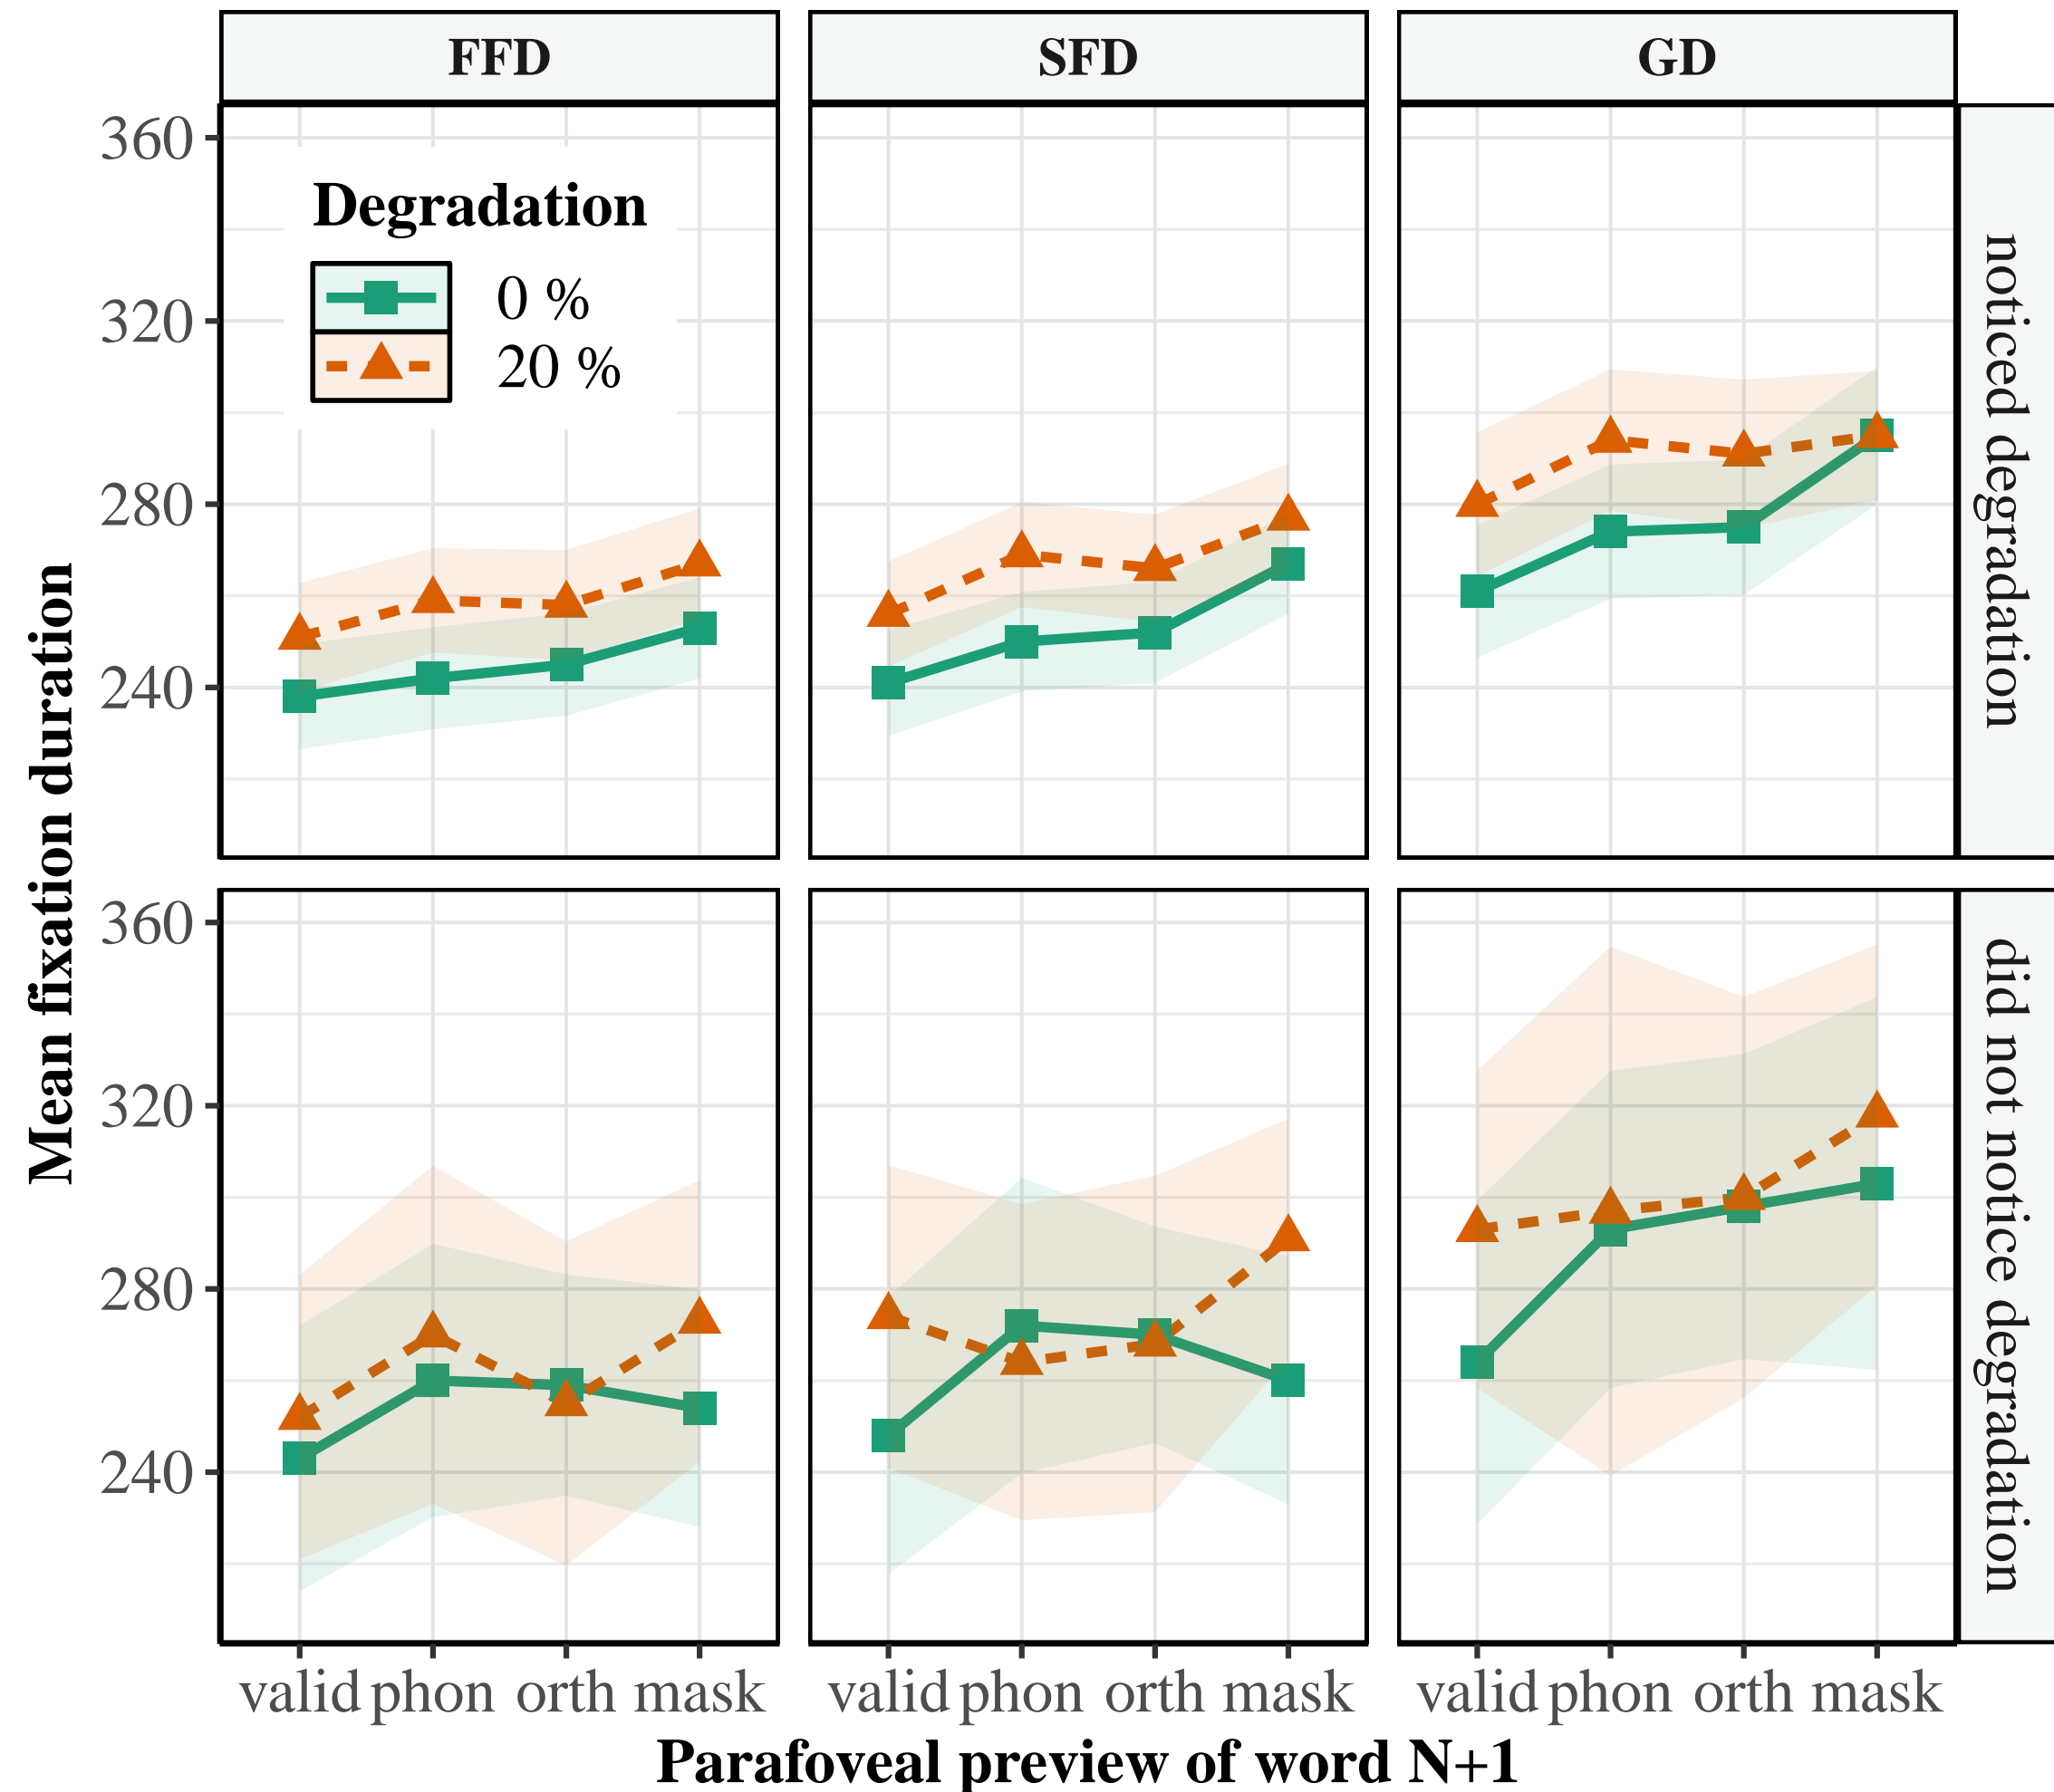 FFD SFD GD
360
320
280
240
Degradation
0 %
20 %
noticed degradation
Mean fixation duration
360
320
280
240
did not notice degradation
valid phon orth mask valid phon orth mask valid phon orth mask
Parafoveal preview of word N+1